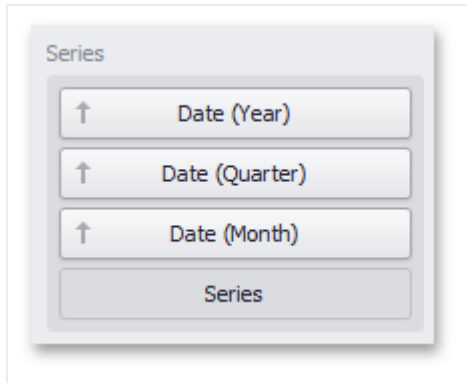 Series
Date (Year)
Date (Quarter)
Date (Month)
Series